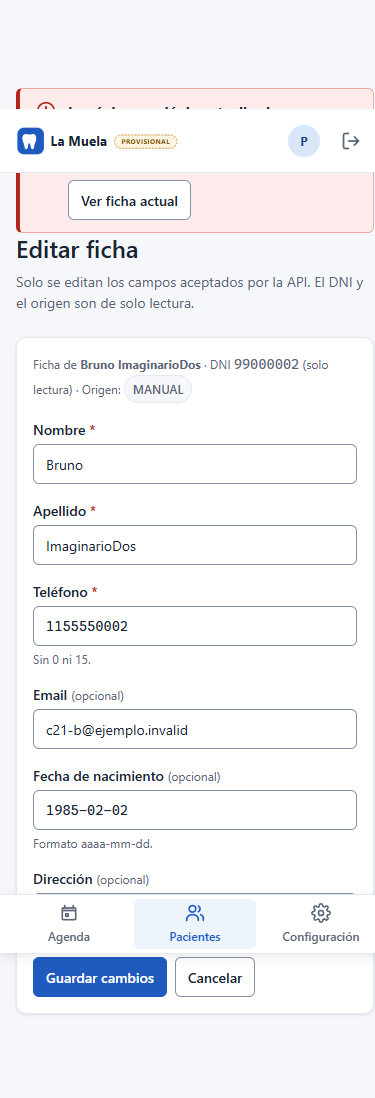 La Muela PROVISIONAL P
Ver ficha actual
Editar ficha
Solo se editan los campos aceptados por la API. El DNI y
el origen son de solo lectura.
Ficha de Bruno ImaginarioDos · DNI 99000002 (solo
lectura) · Origen: MANUAL
Nombre *
Bruno
Apellido *
ImaginarioDos
Teléfono *
1155550002
Sin 0 ni 15.
Email (opcional)
c21-b@ejemplo.invalid
Fecha de nacimiento (opcional)
1985-02-02
Formato aaaa-mm-dd.
Dirección (opcional)
Agenda Pacientes Configuración
Guardar cambios Cancelar